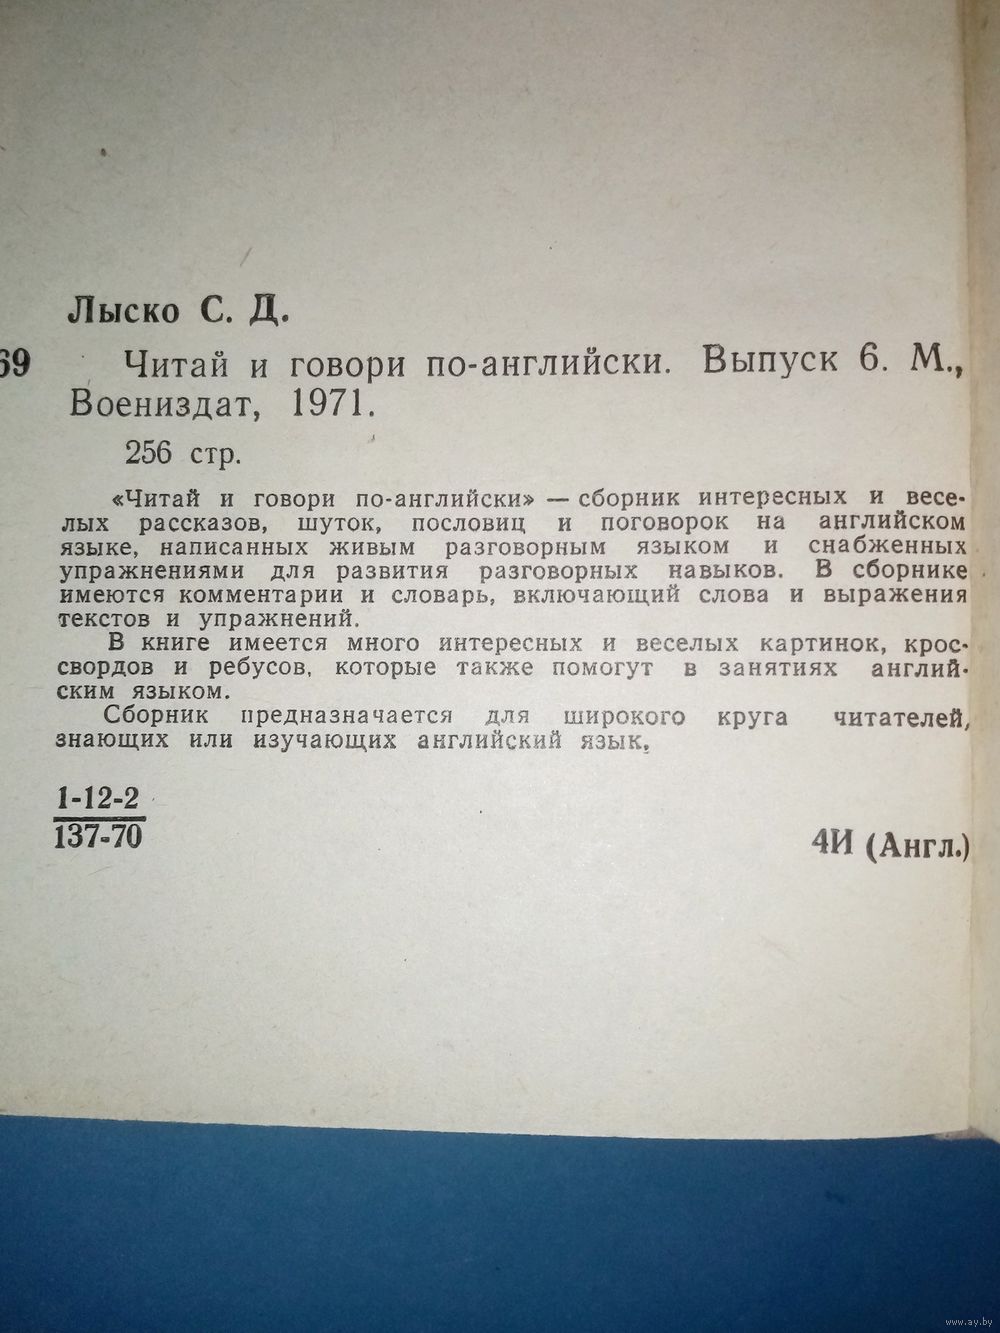 Лыско С. Д.
69 Читай и говори по-английски. Выпуск 6. М.,
Воениздат, 1971.
256 стр.
«Читай и говори по-английски» — сборник интересных и весе-
лых рассказов, шуток, пословиц и поговорок на английском
языке, написанных живым разговорным языком и снабженных
упражнениями для развития разговорных навыков. В сборнике
имеются комментарии и словарь, включающий слова и выражения
текстов и упражнений.
В книге имеется много интересных и веселых картинок, крос-
свордов и ребусов, которые также помогут в занятиях англий-
ским языком.
Сборник предназначается для широкого круга читателей,
знающих или изучающих английский язык.
1-12-2
137-70
4И (Англ.)
www.ay.by